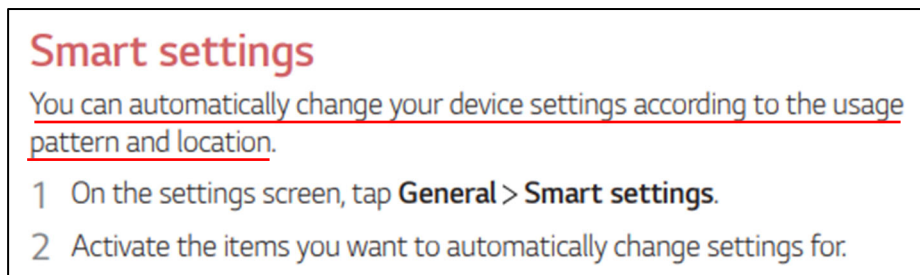 Smart settings
You can automatically change your device settings according to the usage
pattern and location.
1 On the settings screen, tap General > Smart settings.
2 Activate the items you want to automatically change settings for.